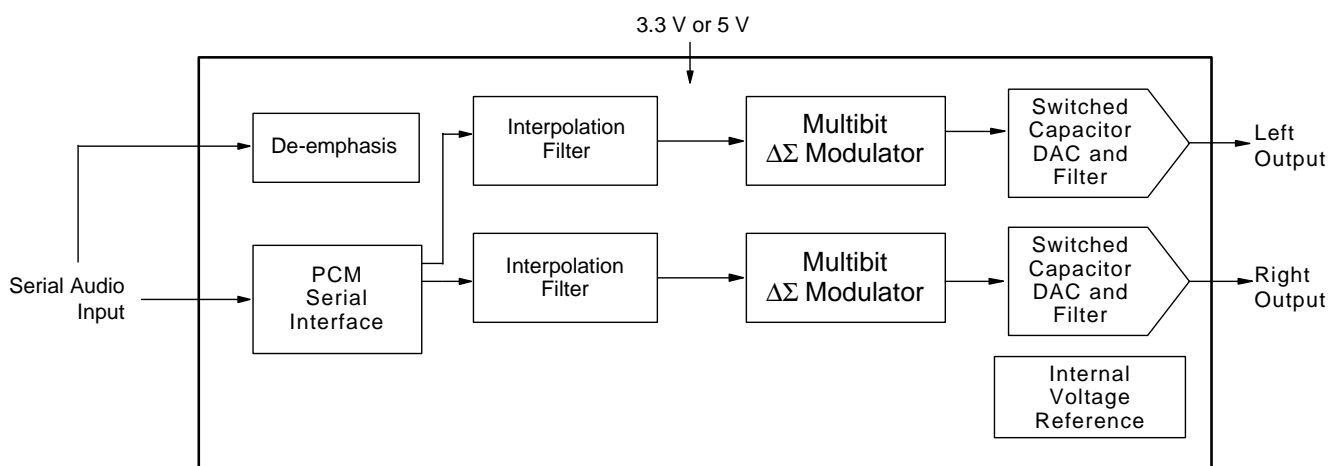 3.3 V or 5 V
De-emphasis
Interpolation
Filter
Multibit
ΔΣ Modulator
Switched
Capacitor
DAC and
Filter
Left
Output
Serial Audio
Input
PCM
Serial
Interface
Interpolation
Filter
Multibit
ΔΣ Modulator
Switched
Capacitor
DAC and
Filter
Right
Output
Internal
Voltage
Reference